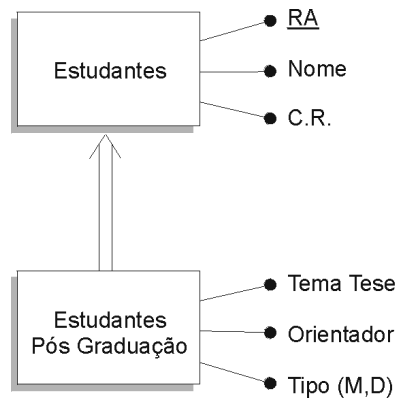 Estudantes
RA
Nome
C.R.
Estudantes
Pós Graduação
Tema Tese
Orientador
Tipo (M,D)